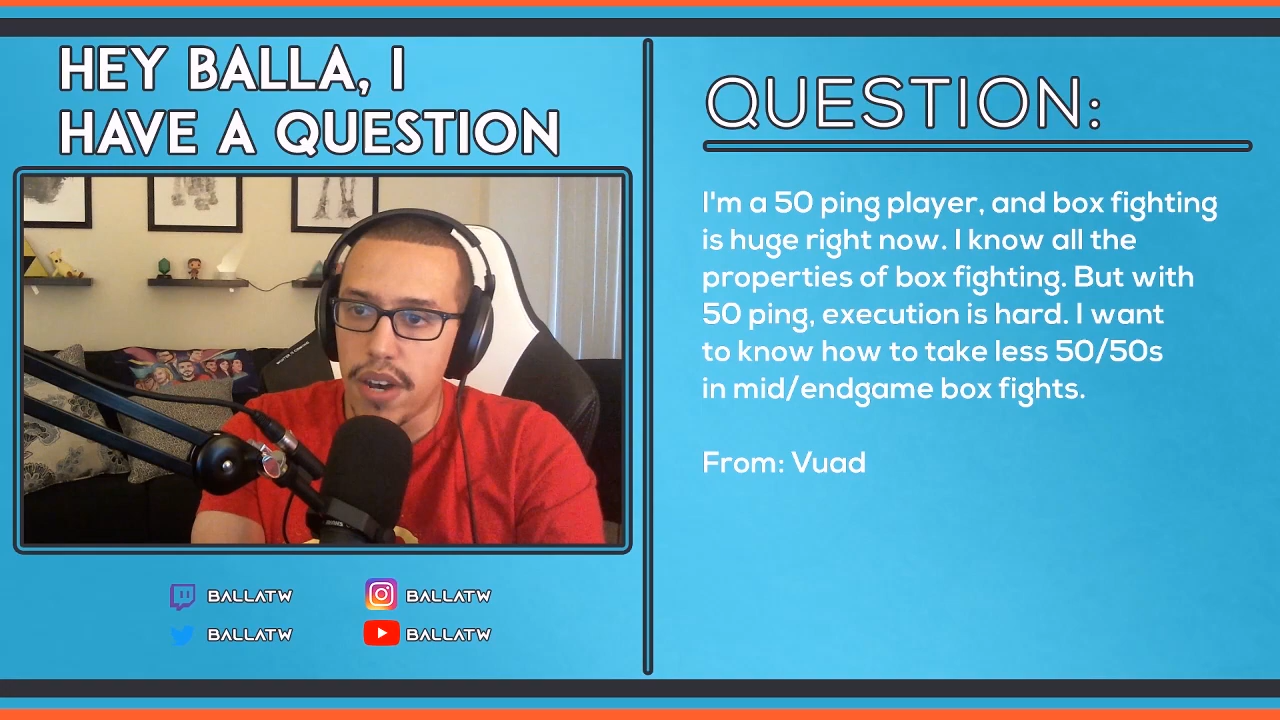 HEY BALLA, I
HAVE A QUESTION
QUESTION:
I'm a 50 ping player, and box fighting
is huge right now. I know all the
properties of box fighting. But with
50 ping, execution is hard. I want
to know how to take less 50/50s
in mid/endgame box fights.
From: Vuad
BALLATW
BALLATW
BALLATW
BALLATW